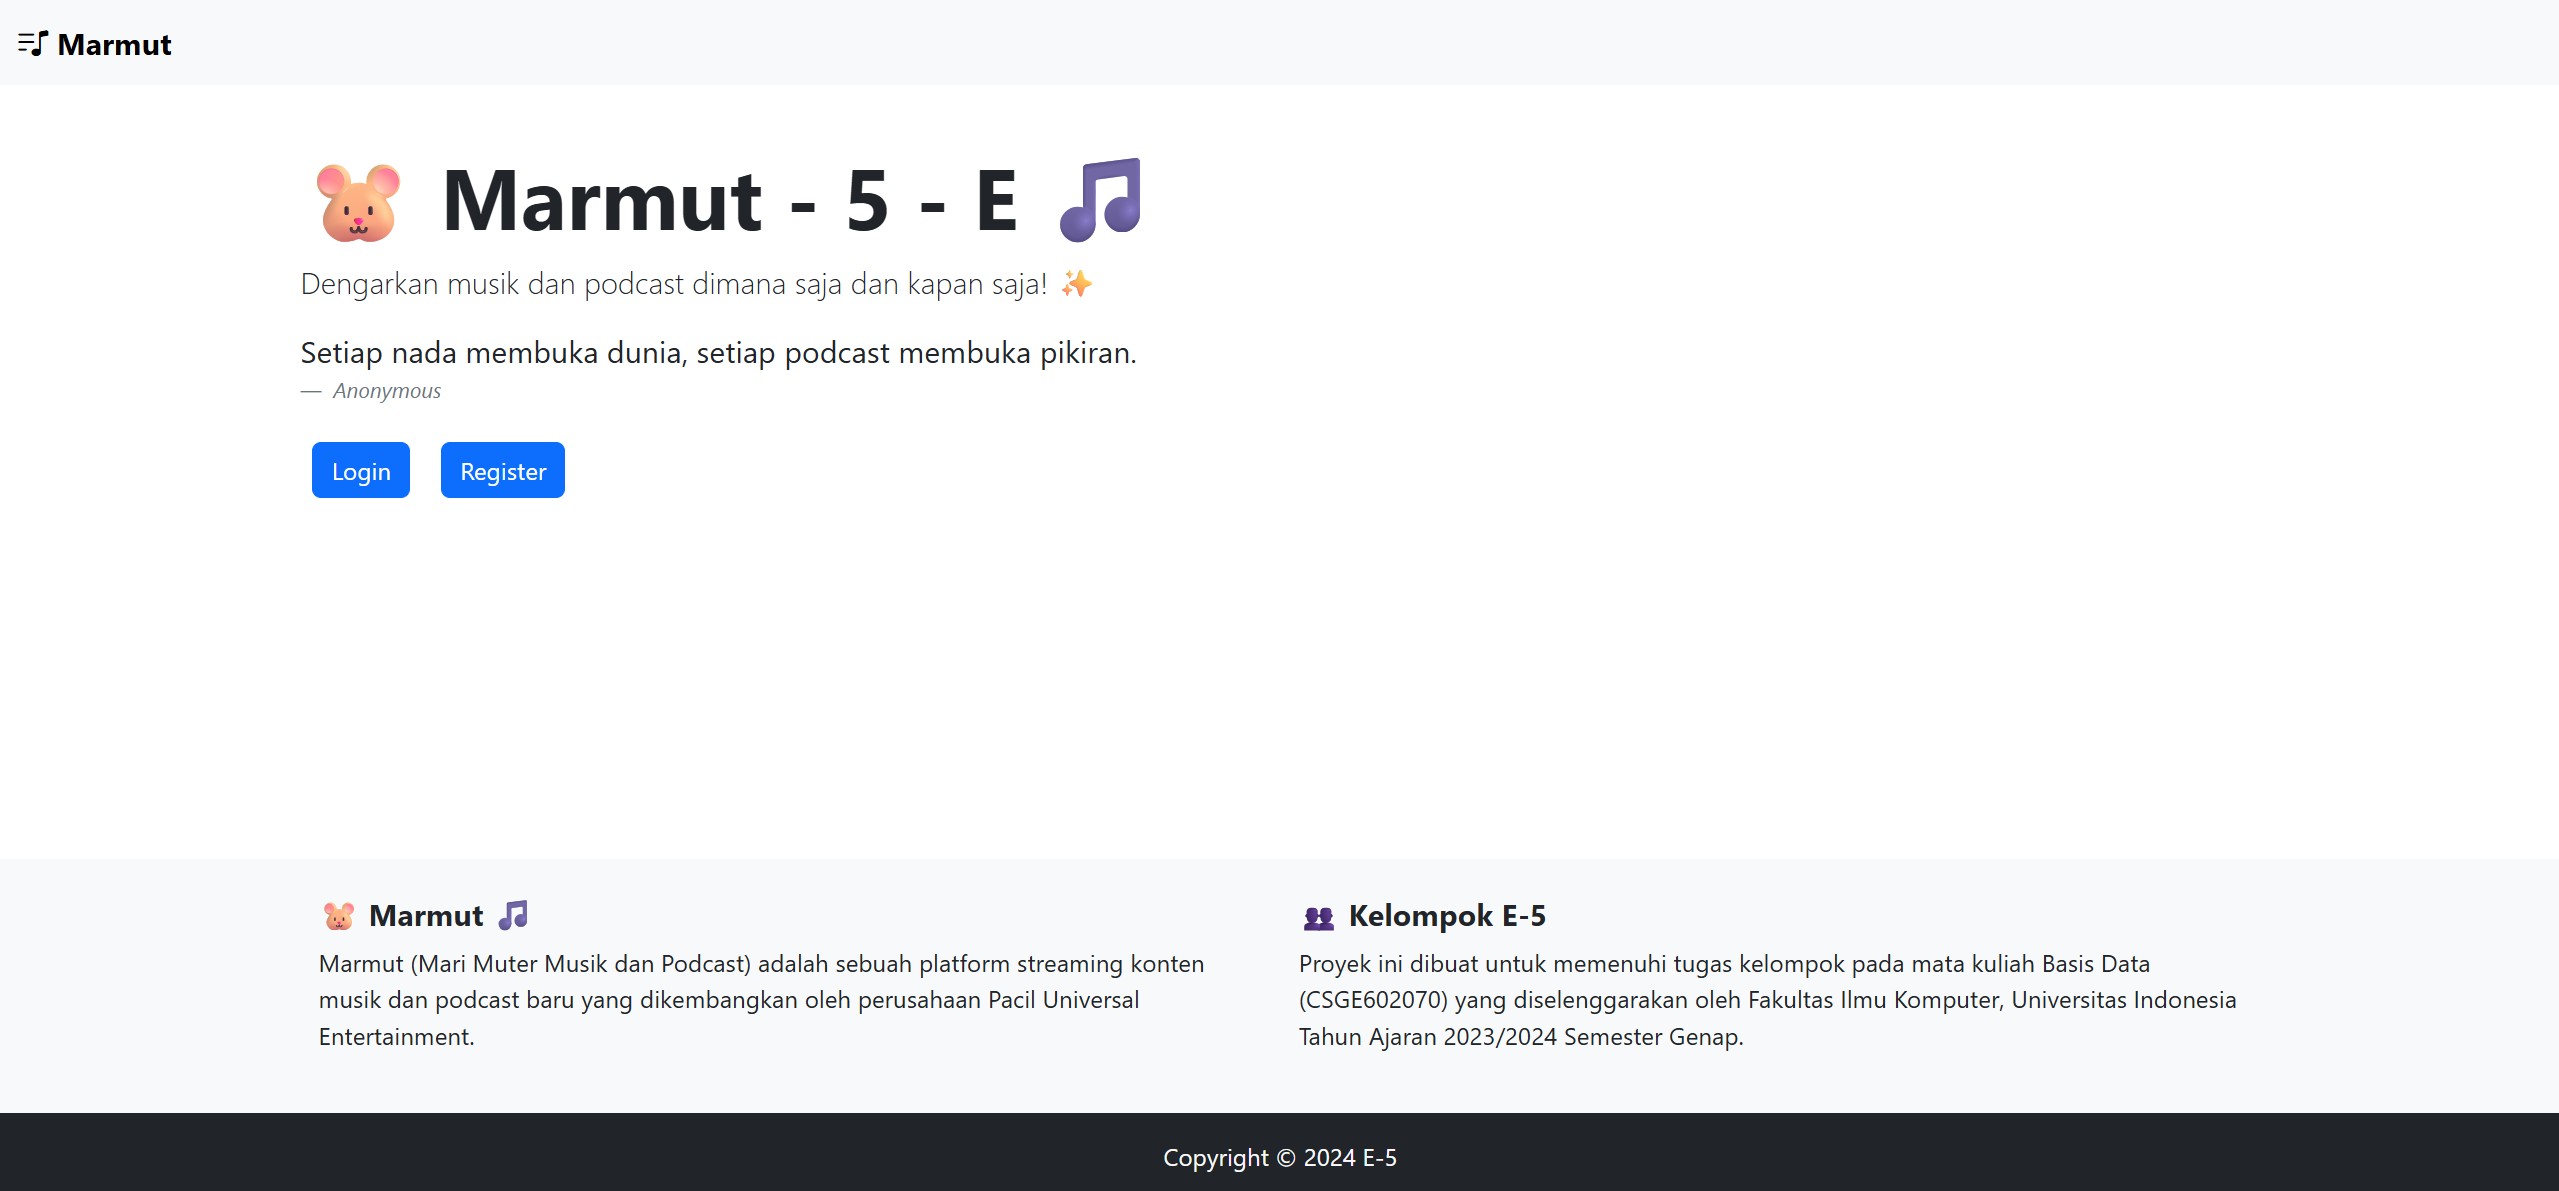 Marmut
🐹 Marmut - 5 - E 🎵
Dengarkan musik dan podcast dimana saja dan kapan saja! ✨
Setiap nada membuka dunia, setiap podcast membuka pikiran.
— Anonymous
Login
Register
🐹 Marmut 🎵
Marmut (Mari Muter Musik dan Podcast) adalah sebuah platform streaming konten
musik dan podcast baru yang dikembangkan oleh perusahaan Pacil Universal
Entertainment.
👥 Kelompok E-5
Proyek ini dibuat untuk memenuhi tugas kelompok pada mata kuliah Basis Data
(CSGE602070) yang diselenggarakan oleh Fakultas Ilmu Komputer, Universitas Indonesia
Tahun Ajaran 2023/2024 Semester Genap.
Copyright © 2024 E-5